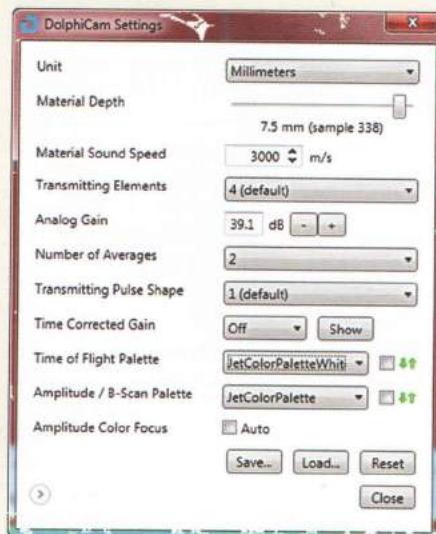 DolphiCam Settings
Unit Millimeters
Material Depth
7.5 mm (sample 338)
Material Sound Speed 3000 m/s
Transmitting Elements 4 (default)
Analog Gain 39.1 dB - +
Number of Averages 2
Transmitting Pulse Shape 1 (default)
Time Corrected Gain Off Show
Time of Flight Palette JetColorPaletteWhit
Amplitude / B-Scan Palette JetColorPalette
Amplitude Color Focus Auto
Save... Load... Reset
Close